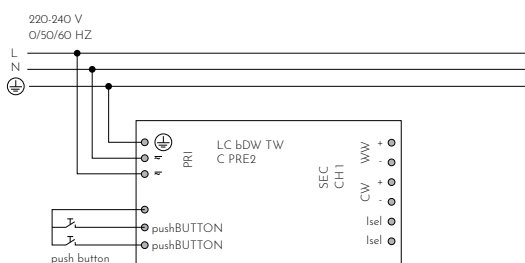 220-240 V
0/50/60 HZ
L
N
PRI
LC bDW TW
C PRE2
SEC
CH1
WW
+
-
CW
+
-
Isel
Isel
pushBUTTON
pushBUTTON
push button